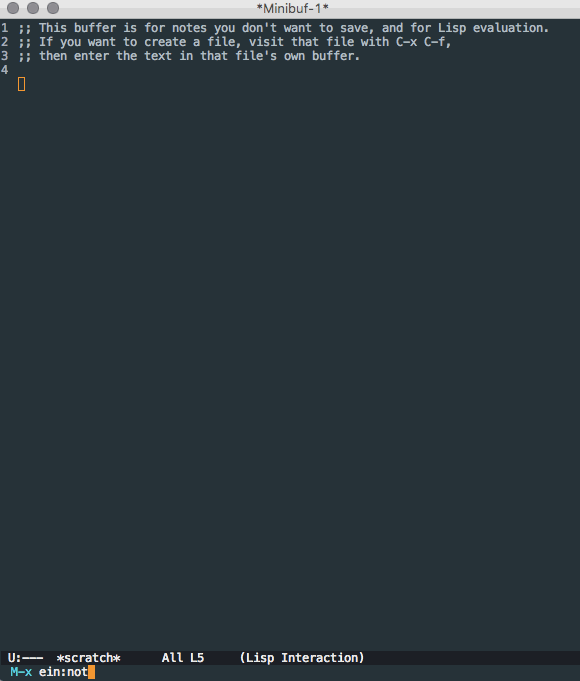 *Minibuf-1*
1 ;; This buffer is for notes you don't want to save, and for Lisp evaluation.
2 ;; If you want to create a file, visit that file with C-x C-f,
3 ;; then enter the text in that file's own buffer.
4
U:--- *scratch* All L5 (Lisp Interaction)
M-x ein:not